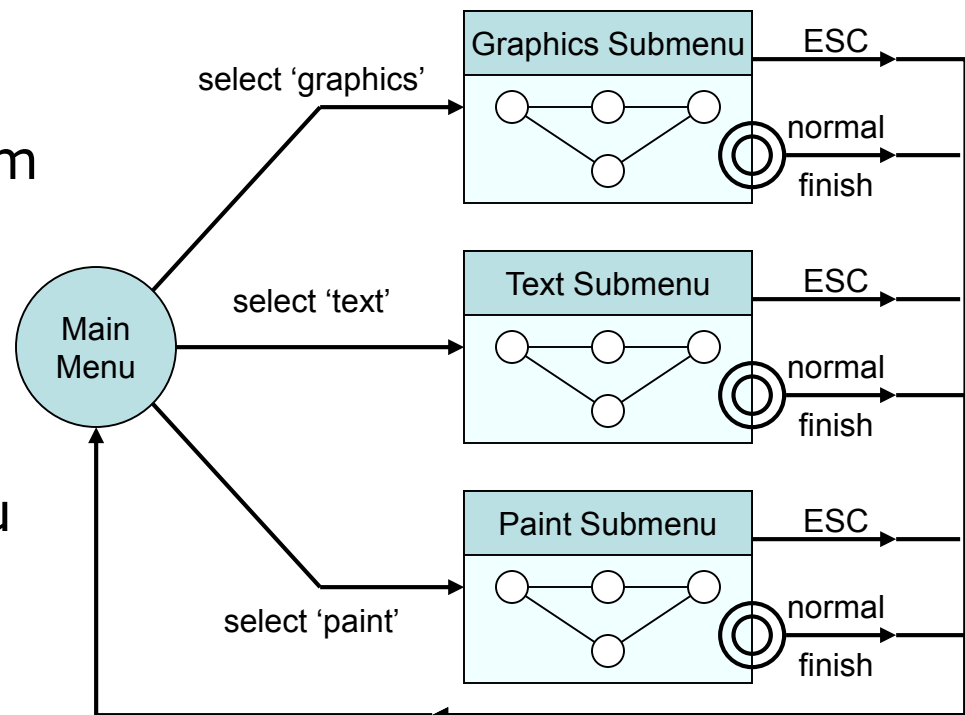 Graphics Submenu
ESC
select ‘graphics’
normal
finish
m
Text Submenu
ESC
select ‘text’
Main
Menu
normal
finish
u
Paint Submenu
ESC
select ‘paint’
normal
finish